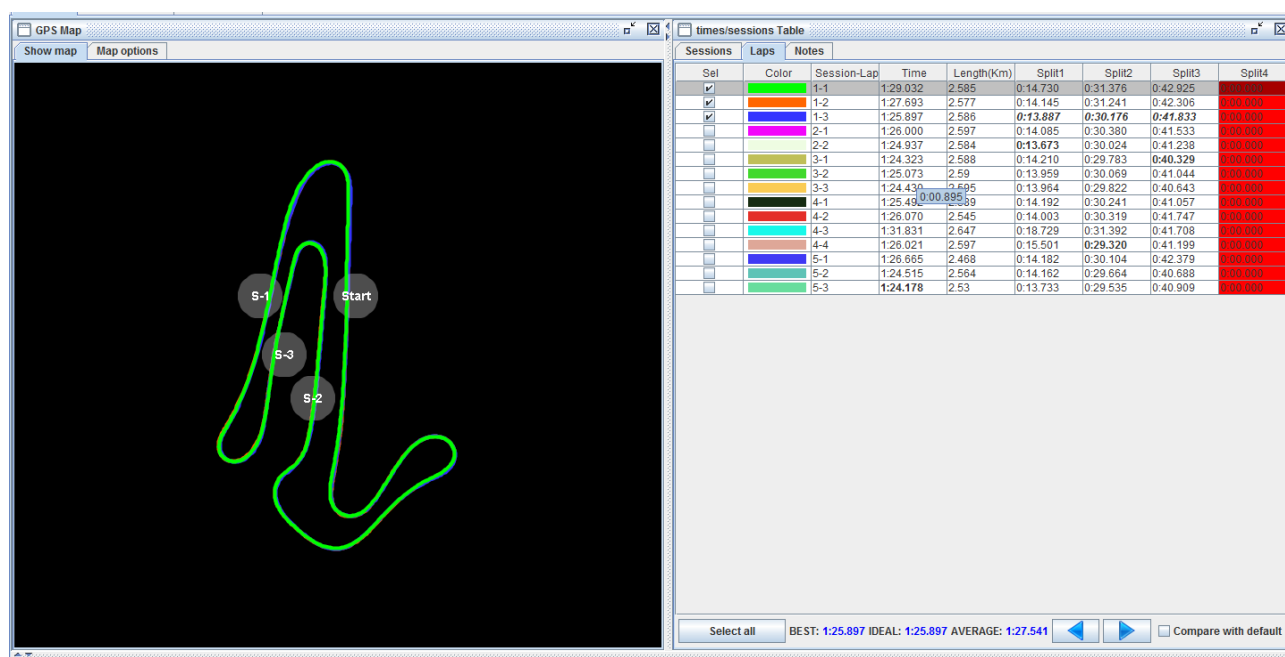 GPS Map
Show map Map options
S-1 Start
S-3
S-2
times/sessions Table
Sessions Laps Notes
Sel Color Session-Lap Time Length(Km) Split1 Split2 Split3 Split4
1-1 1:29.032 2.585 0:14.730 0:31.376 0:42.925 0:00.000
1-2 1:27.693 2.577 0:14.145 0:31.241 0:42.306 0:00.000
1-3 1:25.897 2.586 0:13.887 0:30.176 0:41.833 0:00.000
2-1 1:26.000 2.597 0:14.085 0:30.380 0:41.533 0:00.000
2-2 1:24.937 2.584 0:13.673 0:30.024 0:41.238 0:00.000
3-1 1:24.323 2.588 0:14.210 0:29.783 0:40.329 0:00.000
3-2 1:25.073 2.59 0:13.959 0:30.069 0:41.044 0:00.000
3-3 0:13.964 0:29.822 0:40.643 0:00.000
0:00.895
4-1 0:14.192 0:30.241 0:41.057 0:00.000
4-2 1:26.070 2.545 0:14.003 0:30.319 0:41.747 0:00.000
4-3 1:31.831 2.647 0:18.729 0:31.392 0:41.708 0:00.000
4-4 1:26.021 2.597 0:15.501 0:29.320 0:41.199 0:00.000
5-1 1:26.665 2.468 0:14.182 0:30.104 0:42.379 0:00.000
5-2 1:24.515 2.564 0:14.162 0:29.664 0:40.688 0:00.000
5-3 1:24.178 2.53 0:13.733 0:29.535 0:40.909 0:00.000
Select all BEST: 1:25.897 IDEAL: 1:25.897 AVERAGE: 1:27.541 Compare with default